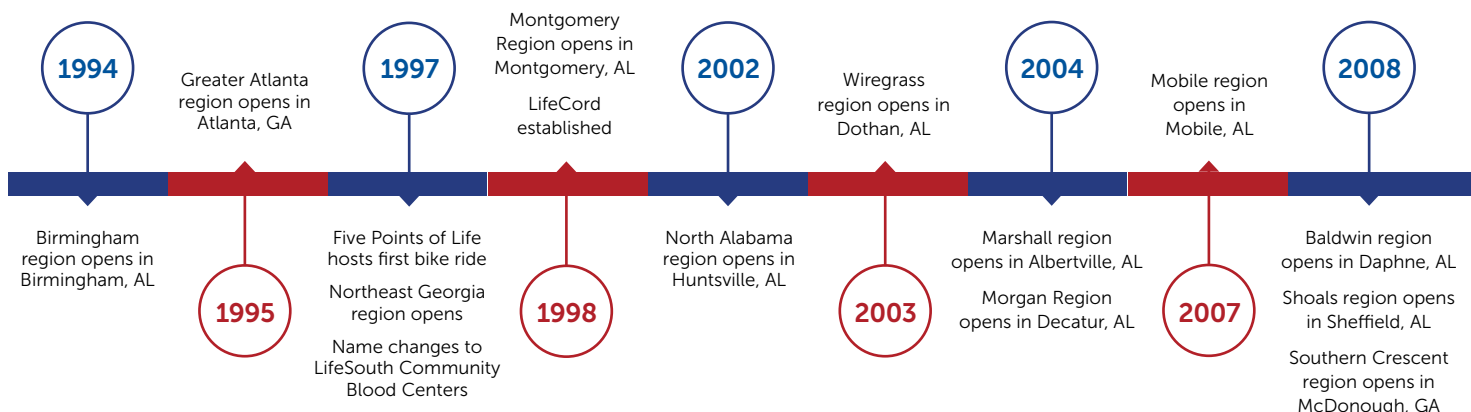 1994
Birmingham
region opens in
Birmingham, AL
Greater Atlanta
region opens in
Atlanta, GA
1995
1997
Five Points of Life
hosts first bike ride
Northeast Georgia
region opens
Name changes to
LifeSouth Community
Blood Centers
Montgomery
Region opens in
Montgomery, AL
LifeCord
established
1998
2002
North Alabama
region opens in
Huntsville, AL
Wiregrass
region opens in
Dothan, AL
2003
2004
Marshall region
opens in Albertville, AL
Morgan Region
opens in Decatur, AL
Mobile region
opens in
Mobile, AL
2007
2008
Baldwin region
opens in Daphne, AL
Shoals region opens
in Sheffield, AL
Southern Crescent
region opens in
McDonough, GA